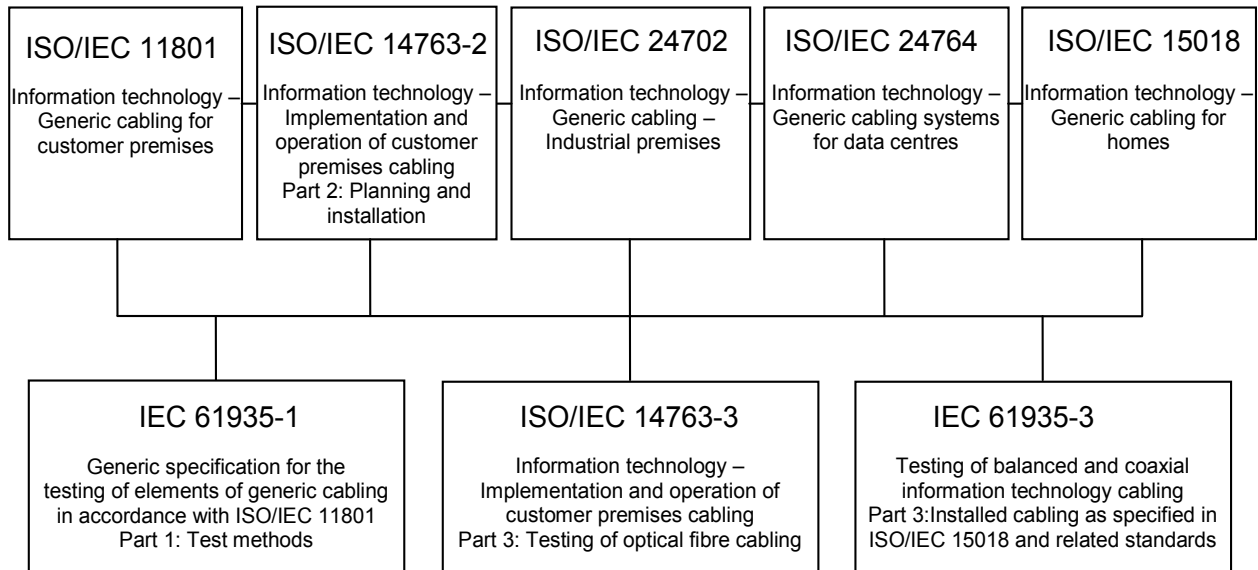 ISO/IEC 11801
Information technology –
Generic cabling for
customer premises
ISO/IEC 14763-2
Information technology –
Implementation and
operation of customer
premises cabling
Part 2: Planning and
installation
ISO/IEC 24702
Information technology –
Generic cabling –
Industrial premises
ISO/IEC 24764
Information technology –
Generic cabling systems
for data centres
ISO/IEC 15018
Information technology –
Generic cabling for
homes
IEC 61935-1
Generic specification for the
testing of elements of generic cabling
in accordance with ISO/IEC 11801
Part 1: Test methods
ISO/IEC 14763-3
Information technology –
Implementation and operation of
customer premises cabling
Part 3: Testing of optical fibre cabling
IEC 61935-3
Testing of balanced and coaxial
information technology cabling
Part 3:Installed cabling as specified in
ISO/IEC 15018 and related standards